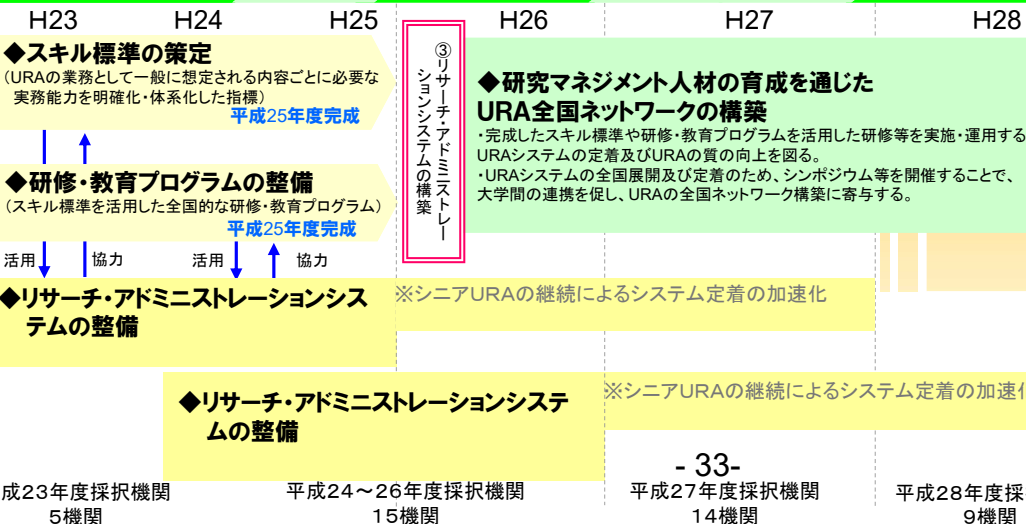 H23
H24
H25
H26
H27
H28
◆スキル標準の策定
(URAの業務として一般に想定される内容ごとに必要な
実務能力を明確化・体系化した指標)
平成25年度完成
◆研修・教育プログラムの整備
(スキル標準を活用した全国的な研修・教育プログラム)
平成25年度完成
活用
協力
活用
協力
③リサーチ・アドミニストレー
ションシステムの構築
◆研究マネジメント人材の育成を通じた
URA全国ネットワークの構築
・完成したスキル標準や研修・教育プログラムを活用した研修等を実施・運用する
URAシステムの定着及びURAの質の向上を図る。
・URAシステムの全国展開及び定着のため、シンポジウム等を開催することで、
大学間の連携を促し、URAの全国ネットワーク構築に寄与する。
◆リサーチ・アドミニストレーションシス
テムの整備
※シニアURAの継続によるシステム定着の加速化
◆リサーチ・アドミニストレーションシステ
ムの整備
※シニアURAの継続によるシステム定着の加速
- 33-
成23年度採択機関
5機関
平成24～26年度採択機関
15機関
平成27年度採択機関
14機関
平成28年度採
9機関